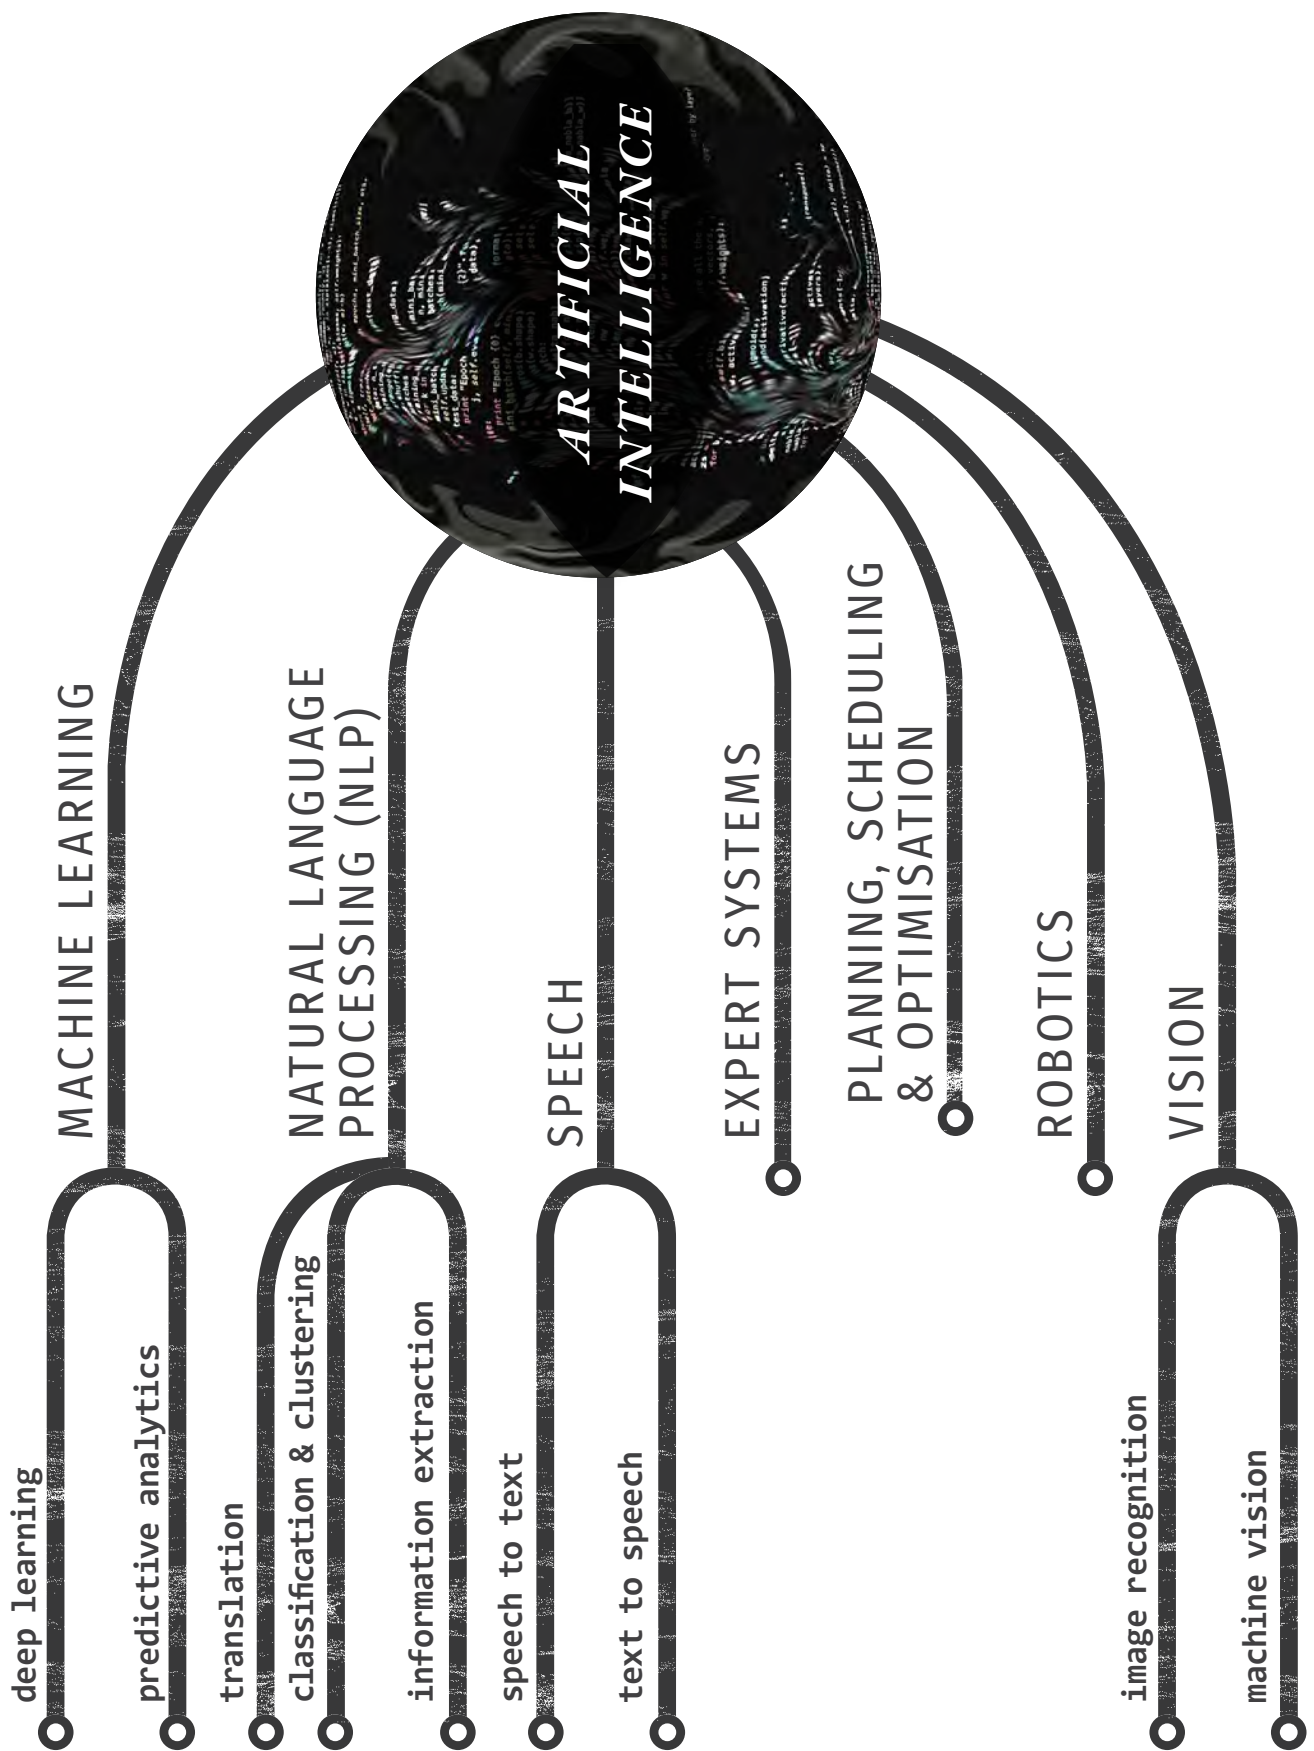 ARTIFICIAL
INTELLIGENCE
MACHINE LEARNING
deep learning
predictive analytics
NATURAL LANGUAGE
PROCESSING (NLP)
translation
classification & clustering
information extraction
SPEECH
speech to text
text to speech
EXPERT SYSTEMS
PLANNING, SCHEDULING
& OPTIMISATION
ROBOTICS
VISION
image recognition
machine vision